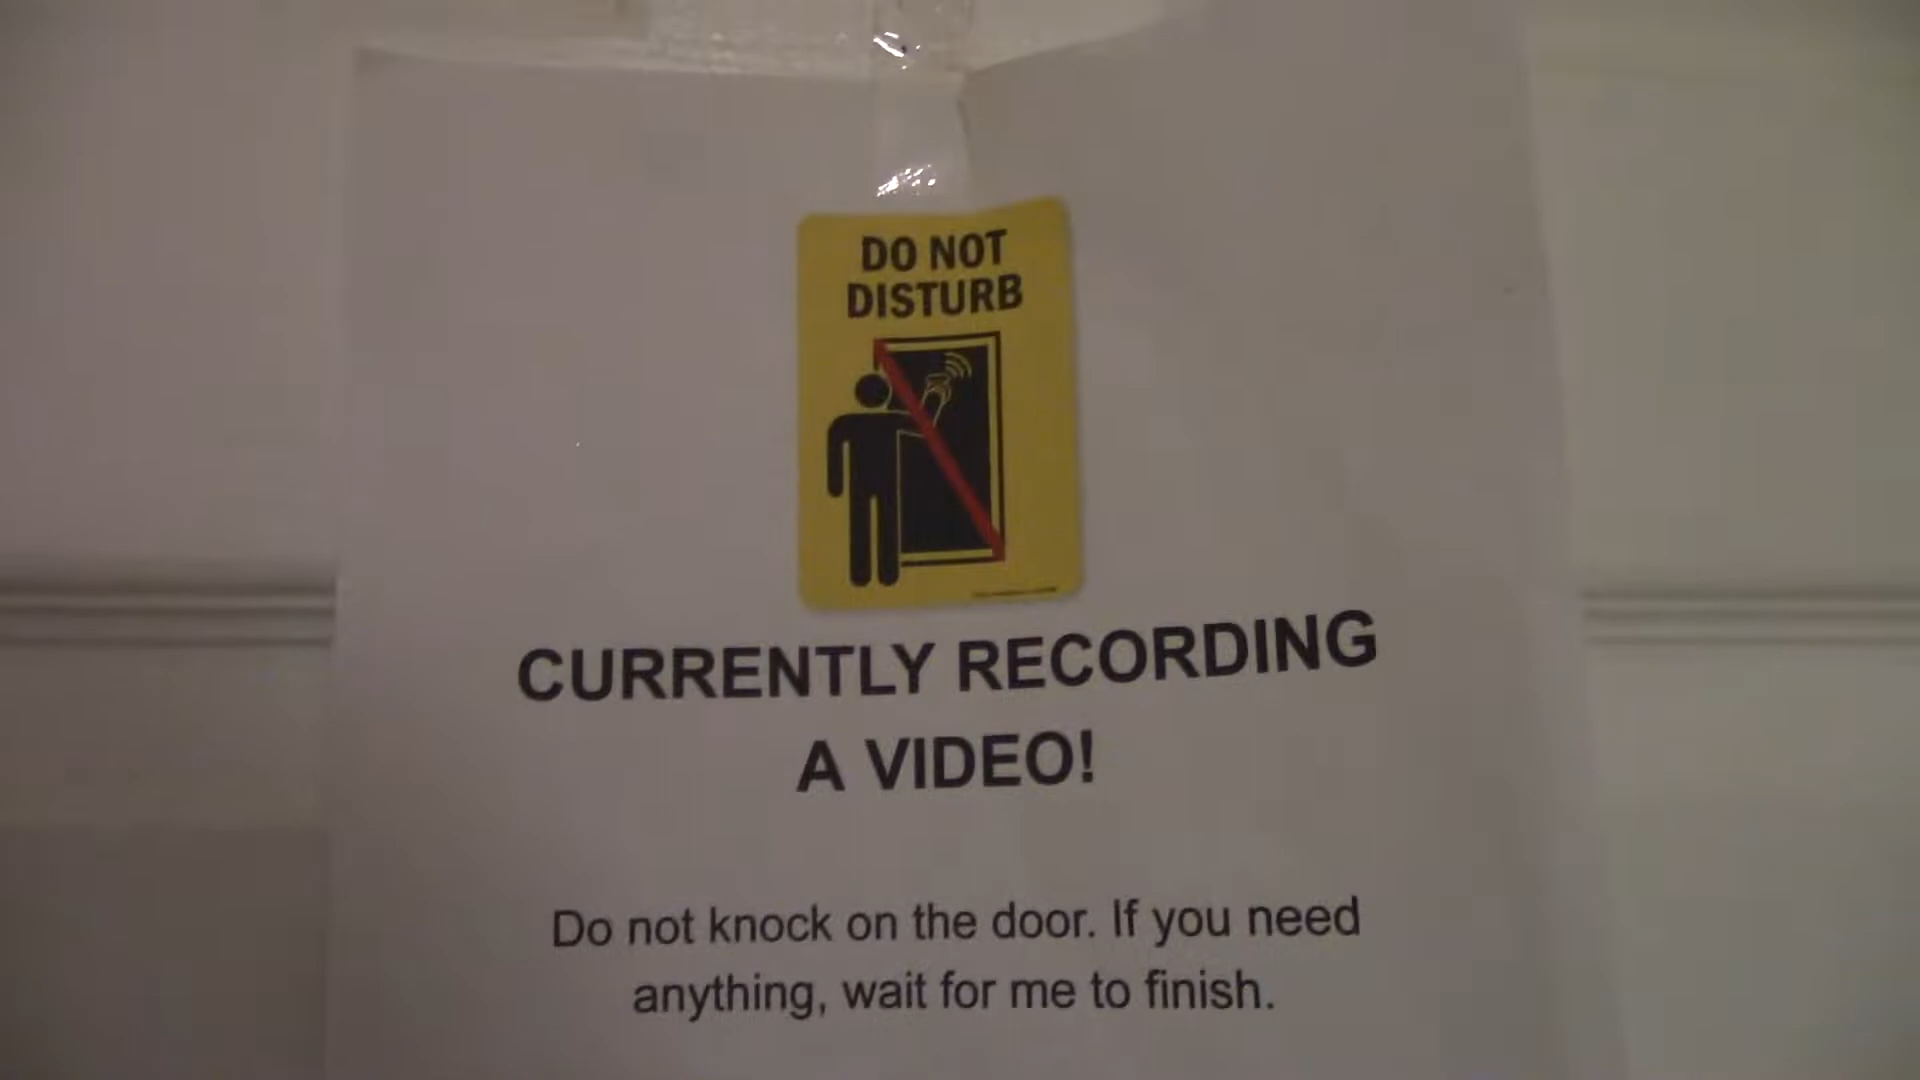 DO NOT
DISTURB
CURRENTLY RECORDING
A VIDEO!
Do not knock on the door. If you need
anything, wait for me to finish.